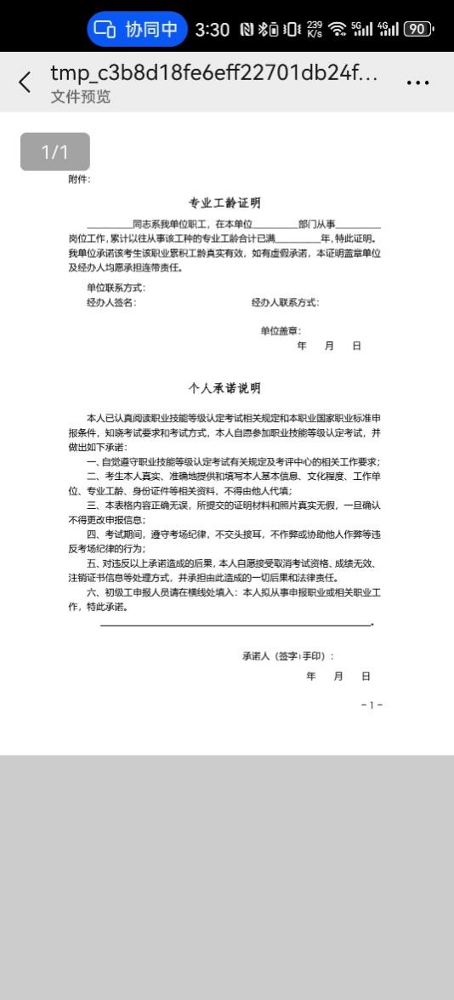 协同中 3:30 239 K/s 5G 4G 90
tmp_c3b8d18fe6eff22701db24f...
文件预览
1/1
附件：
专业工龄证明
________同志系我单位职工，在本单位________部门从事________
岗位工作，累计以往从事该工种的专业工龄合计已满________年，特此证明。
我单位承诺该考生该职业累积工龄真实有效，如有虚假承诺，本证明盖章单位
及经办人均愿承担连带责任。
单位联系方式：
经办人签名： 经办人联系方式：
单位盖章：
年 月 日
个人承诺说明
本人已认真阅读职业技能等级认定考试相关规定和本职业国家职业标准申
报条件，知晓考试要求和考试方式，本人自愿参加职业技能等级认定考试，并
做出如下承诺：
一、自觉遵守职业技能等级认定考试有关规定及考评中心的相关工作要求；
二、考生本人真实、准确地提供和填写本人基本信息、文化程度、工作单
位、专业工龄、身份证件等相关资料，不得由他人代填；
三、本表格内容正确无误，所提交的证明材料和照片真实无假，一旦确认
不得更改申报信息；
四、考试期间，遵守考场纪律，不交头接耳，不作弊或协助他人作弊等违
反考场纪律的行为；
五、对违反以上承诺造成的后果，本人自愿接受取消考试资格、成绩无效、
注销证书信息等处理方式，并承担由此造成的一切后果和法律责任。
六、初级工申报人员请在横线处填入：本人拟从事申报职业或相关职业工
作，特此承诺。
________________________________。
承诺人（签字+手印）：
年 月 日
- 1 -